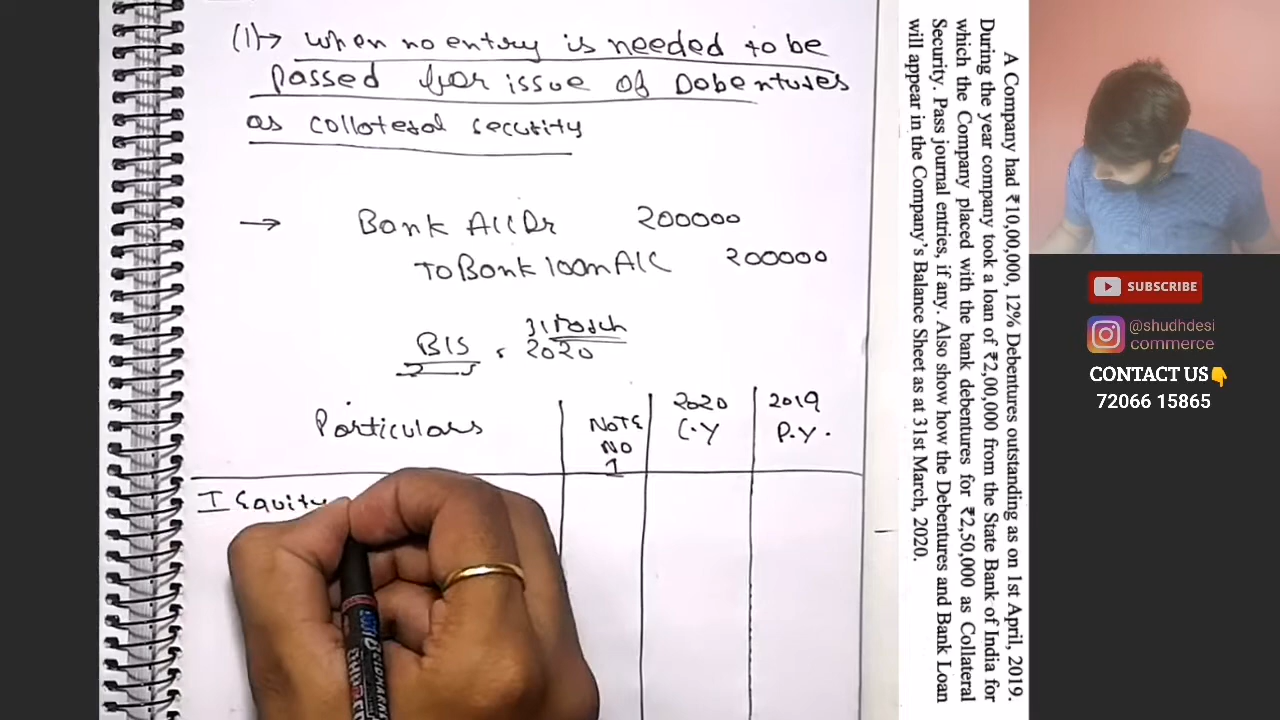 (1)→ when no entry is needed to be
passed for issue of Debentures
as collateral security
→ Bank A/C Dr 200000
To Bank loan A/C 200000
B/S, 31 March
2020
Particulars
NOTE
NO
1
2020
C.Y
2019
P.Y.
I Equity
A Company had ₹10,00,000, 12% Debentures outstanding as on 1st April, 2019.
During the year company took a loan of ₹2,00,000 from the State Bank of India for
which the Company placed with the bank debentures for ₹2,50,000 as Collateral
Security. Pass journal entries, if any. Also show how the Debentures and Bank Loan
will appear in the Company's Balance Sheet as at 31st March, 2020.
SUBSCRIBE
@shudhdesi
commerce
CONTACT US👇
72066 15865